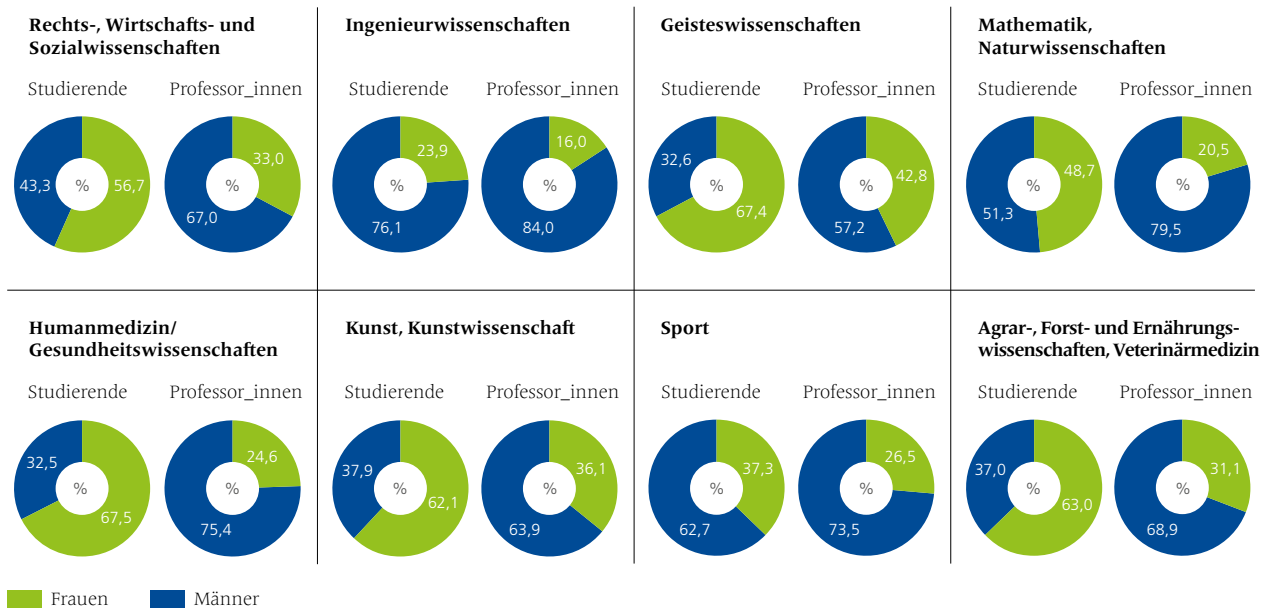 Rechts-, Wirtschafts- und
Sozialwissenschaften
Studierende
Professor_innen
43,3
%
56,7
33,0
%
67,0
Ingenieurwissenschaften
Studierende
Professor_innen
23,9
%
76,1
16,0
%
84,0
Geisteswissenschaften
Studierende
Professor_innen
32,6
%
67,4
42,8
%
57,2
Mathematik,
Naturwissenschaften
Studierende
Professor_innen
48,7
%
51,3
20,5
%
79,5
Humanmedizin/
Gesundheitswissenschaften
Studierende
Professor_innen
32,5
%
67,5
24,6
%
75,4
Kunst, Kunstwissenschaft
Studierende
Professor_innen
37,9
%
62,1
36,1
%
63,9
Sport
Studierende
Professor_innen
37,3
%
62,7
26,5
%
73,5
Agrar-, Forst- und Ernährungs-
wissenschaften, Veterinärmedizin
Studierende
Professor_innen
37,0
%
63,0
31,1
%
68,9
Frauen
Männer